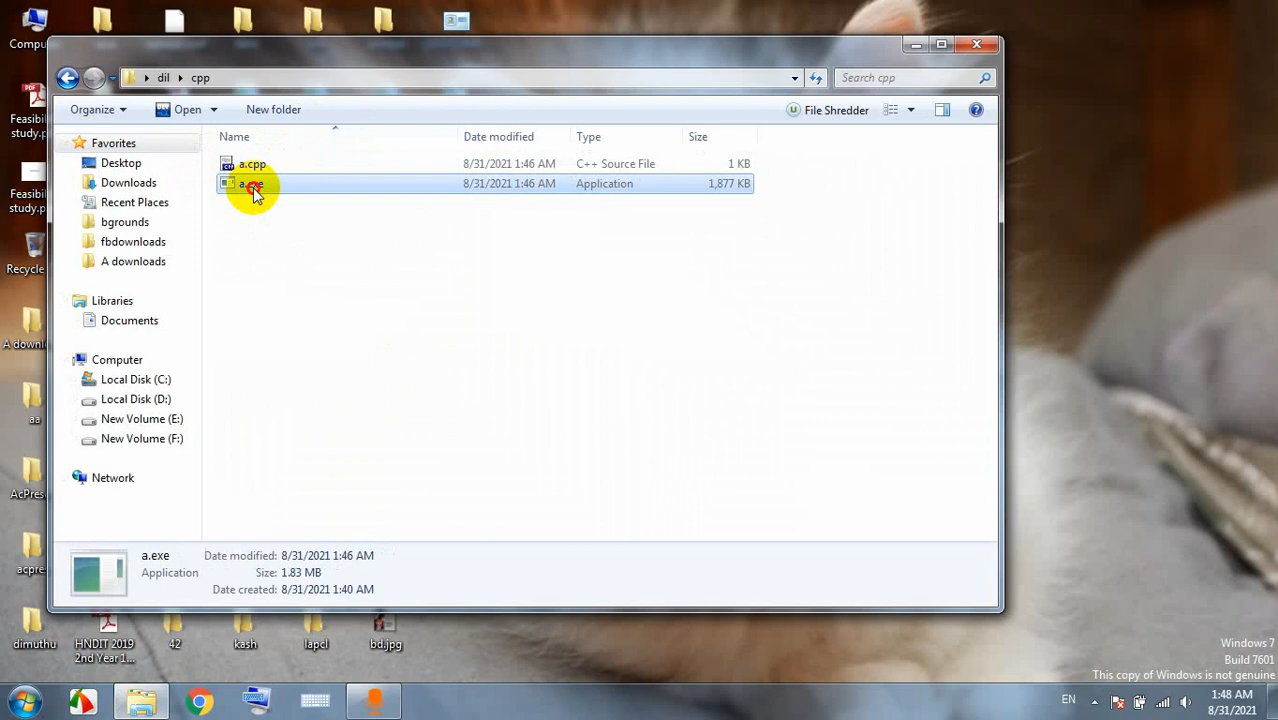 Compu
dil
cpp
Search cpp
Organize
Open
New folder
File Shredder
Name
Date modified
Type
Size
a.cpp
8/31/2021 1:46 AM
C++ Source File
1 KB
8/31/2021 1:46 AM
Application
1,877 KB
Favorites
Desktop
Downloads
Recent Places
bgrounds
fbdownloads
A downloads
Libraries
Documents
Computer
Local Disk (C:)
Local Disk (D:)
New Volume (E:)
New Volume (F:)
Network
a.exe
Application
Date modified: 8/31/2021 1:46 AM
Size: 1.83 MB
Date created: 8/31/2021 1:40 AM
Feasibi
study.p
Feasibi
study.p
Recycle
A down
aa
AcPres
acpre
dimuthu
HNDIT 2019
2nd Year 1...
42
kash
lapcl
bd.jpg
Windows 7
Build 7601
This copy of Windows is not genuine
EN
1:48 AM
8/31/2021